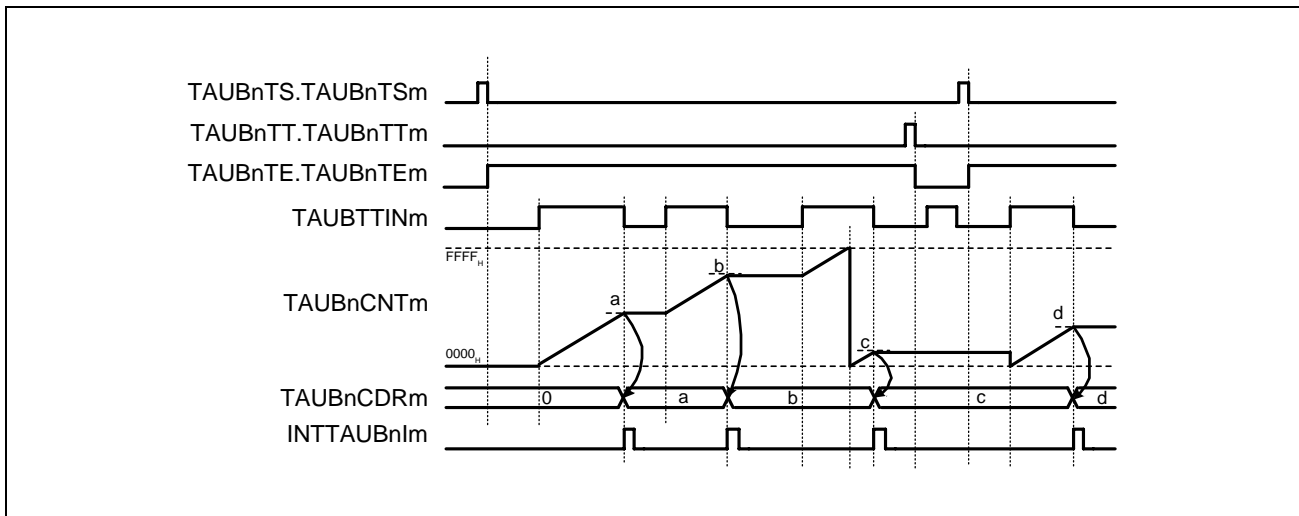 TAUBnTS.TAUBnTSm
TAUBnTT.TAUBnTTm
TAUBnTE.TAUBnTEm
TAUBTTINm
FFFFH
TAUBnCNTm
a
b
c
d
0000H
TAUBnCDRm
0 a b c d
INTTAUBnIm